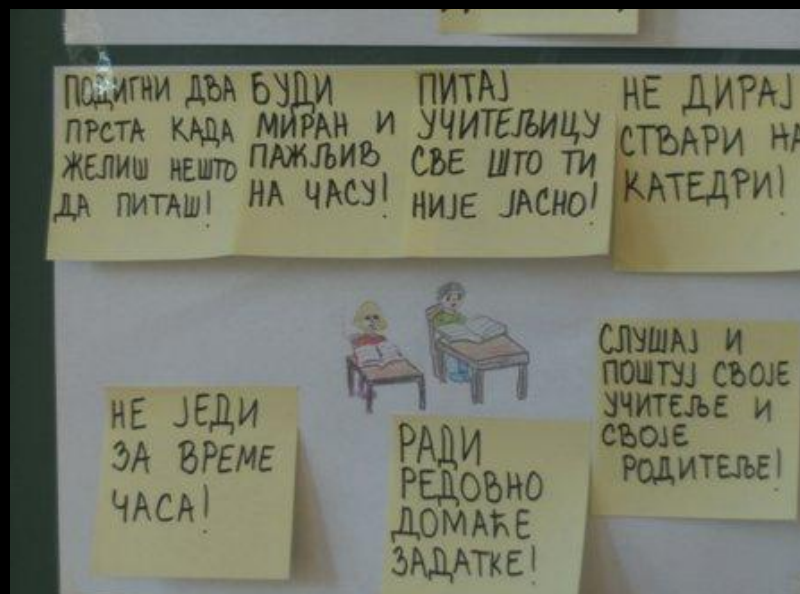 ПОДИГНИ ДВА
ПРСТА КАДА
ЖЕЛИШ НЕШТО
ДА ПИТАШ!
БУДИ
МИРАН И
ПАЖЉИВ
НА ЧАСУ!
ПИТАЈ
УЧИТЕЉИЦУ
СВЕ ШТО ТИ
НИЈЕ ЈАСНО!
НЕ ДИРАЈ
СТВАРИ НА
КАТЕДРИ!
НЕ ЈЕДИ
ЗА ВРЕМЕ
ЧАСА!
РАДИ
РЕДОВНО
ДОМАЋЕ
ЗАДАТКЕ!
СЛУШАЈ И
ПОШТУЈ СВОЈЕ
УЧИТЕЉЕ И
СВОЈЕ
РОДИТЕЉЕ!